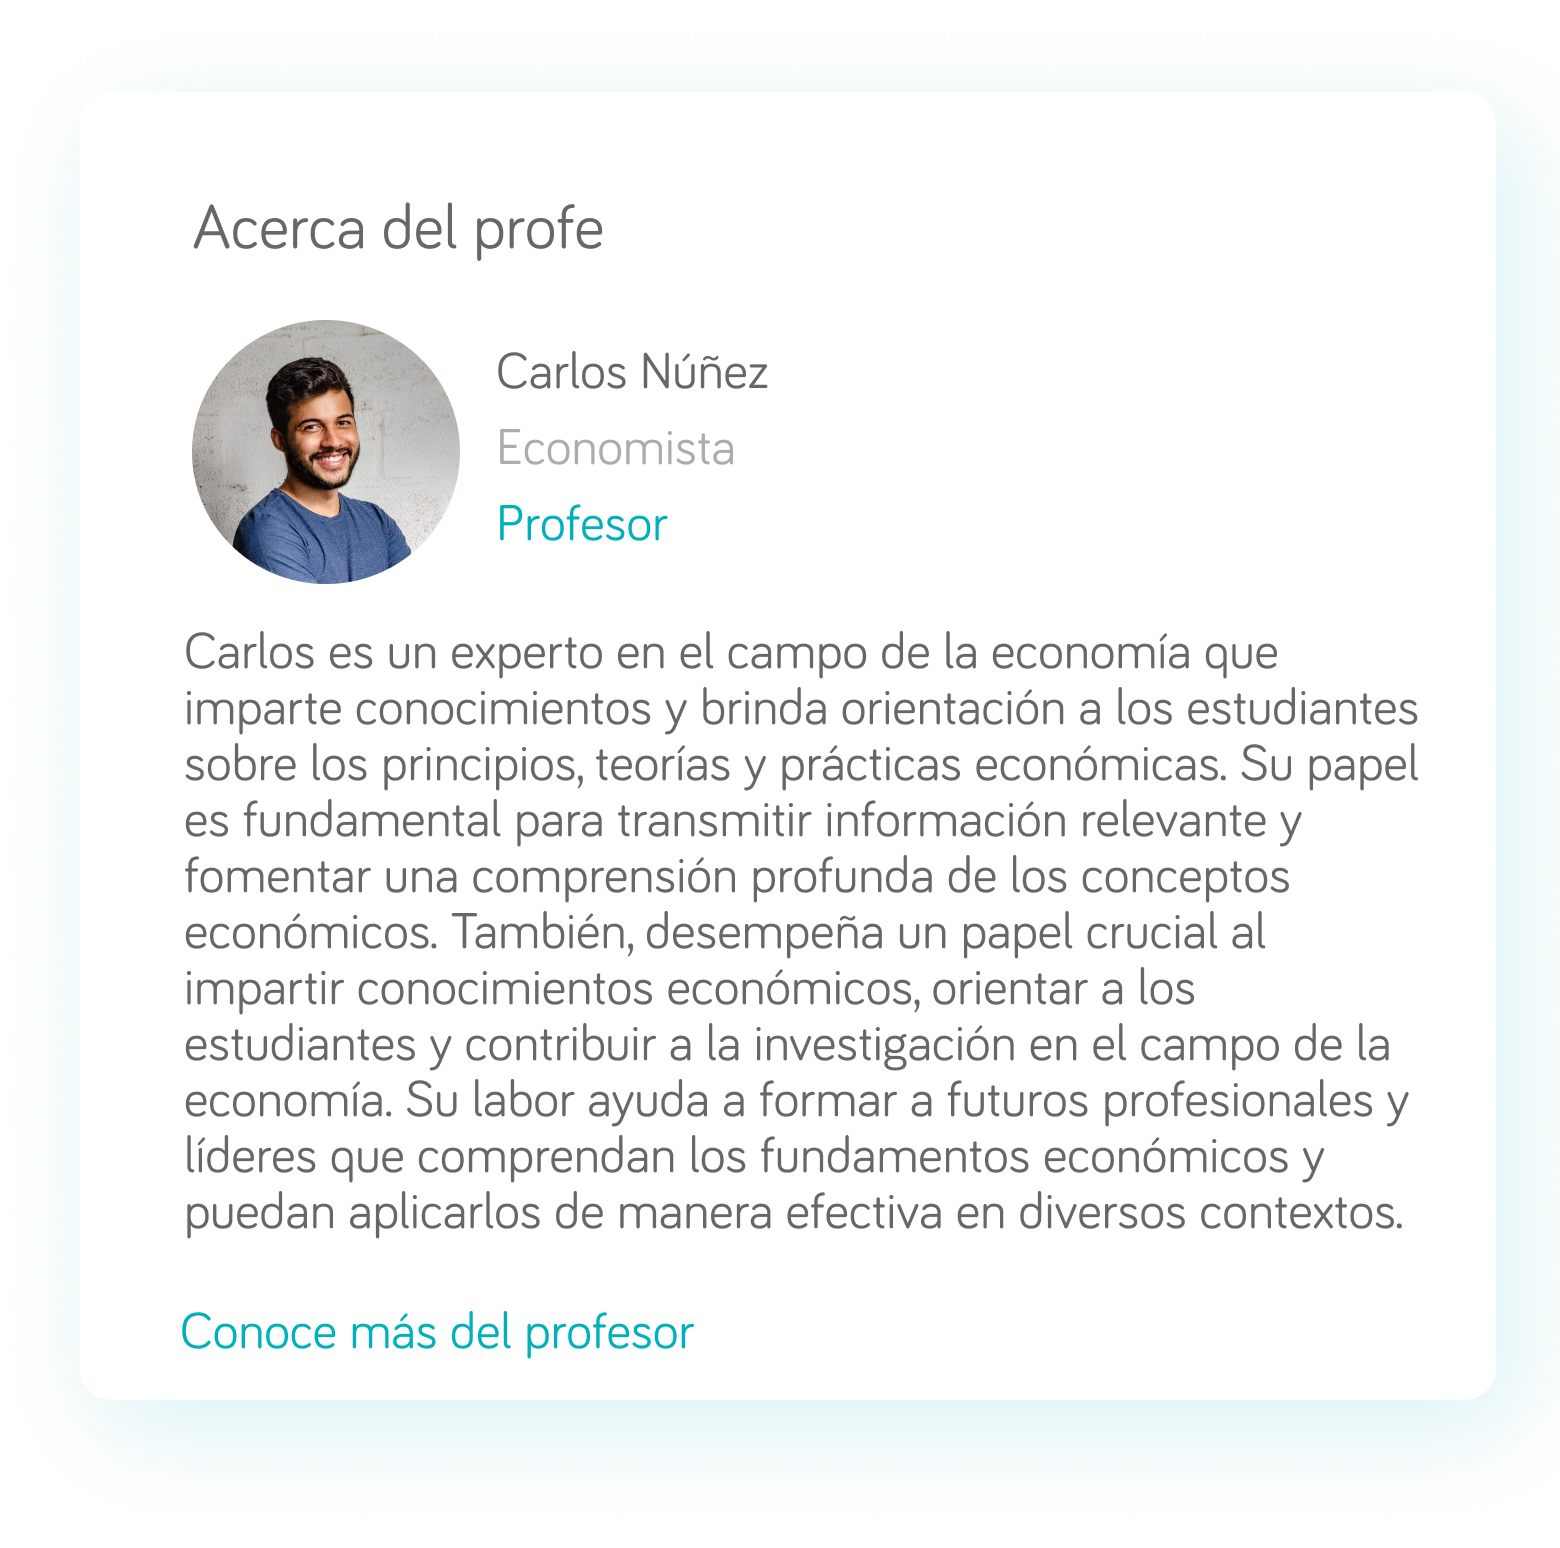 Acerca del profe
Carlos Núñez
Economista
Profesor
Carlos es un experto en el campo de la economía que
imparte conocimientos y brinda orientación a los estudiantes
sobre los principios, teorías y prácticas económicas. Su papel
es fundamental para transmitir información relevante y
fomentar una comprensión profunda de los conceptos
económicos. También, desempeña un papel crucial al
impartir conocimientos económicos, orientar a los
estudiantes y contribuir a la investigación en el campo de la
economía. Su labor ayuda a formar a futuros profesionales y
líderes que comprendan los fundamentos económicos y
puedan aplicarlos de manera efectiva en diversos contextos.
Conoce más del profesor